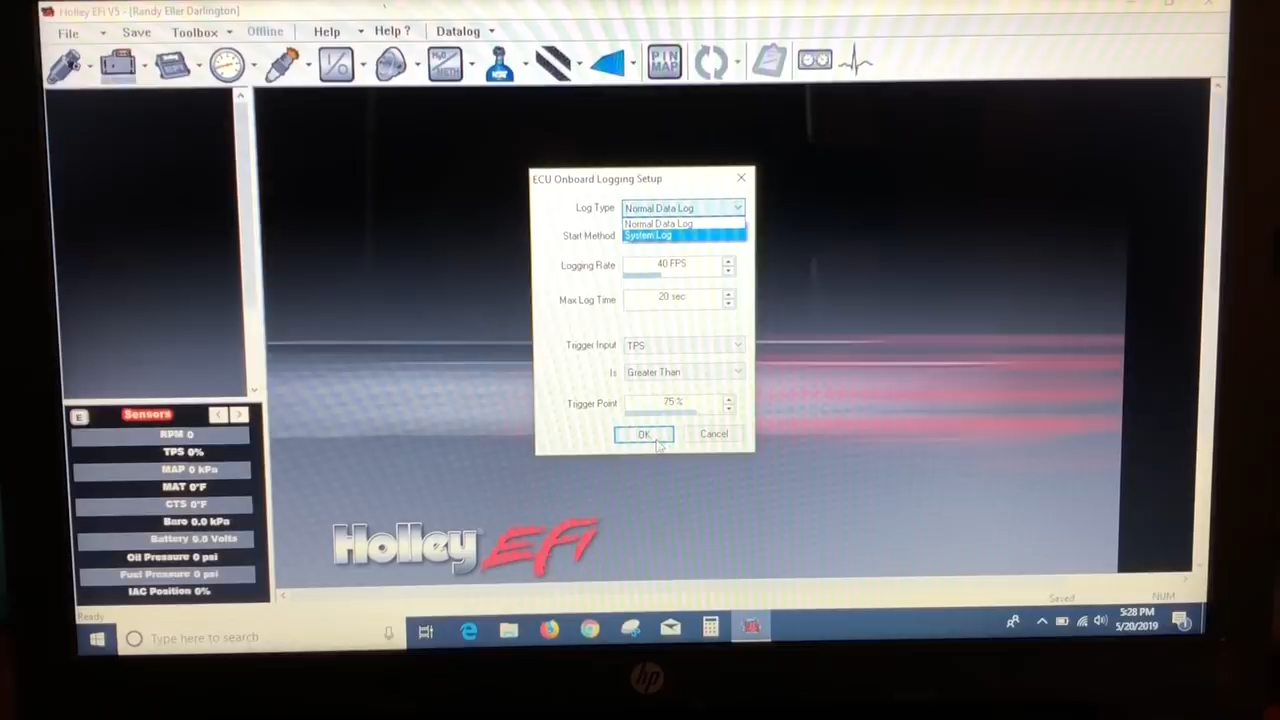 Holley EFi V5 - [Randy Eller Darlington]
File Save Toolbox Offline Help Help ? Datalog
I/O
H2O
METH
PIN
MAP
ECU Onboard Logging Setup
Log Type Normal Data Log
Normal Data Log
Start Method System Log
Logging Rate 40 FPS
Max Log Time 20 sec
Trigger Input TPS
Is Greater Than
Trigger Point 75 %
OK Cancel
E Sensors
RPM 0
TPS 0%
MAP 0 kPa
MAT 0°F
CTS 0°F
Baro 0.0 kPa
Battery 0.0 Volts
Oil Pressure 0 psi
Fuel Pressure 0 psi
IAC Position 0%
Holley EFI
Ready Saved NUM
Type here to search
5:28 PM
5/20/2019
hp